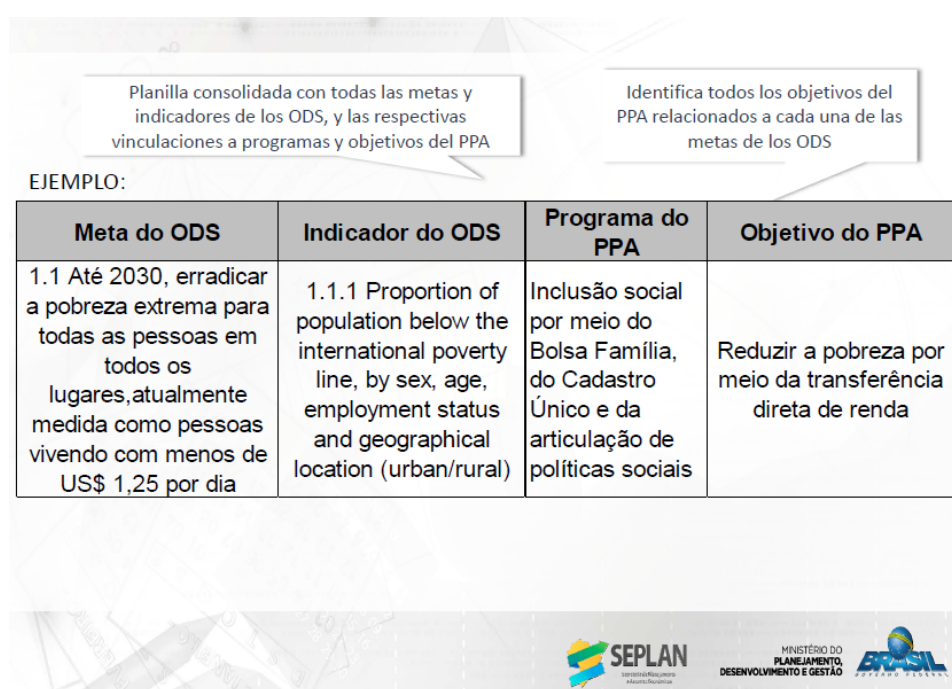 Planilla consolidada con todas las metas y
indicadores de los ODS, y las respectivas
vinculaciones a programas y objetivos del PPA
Identifica todos los objetivos del
PPA relacionados a cada una de las
metas de los ODS
EJEMPLO:
Meta do ODS
Indicador do ODS
Programa do
PPA
Objetivo do PPA
1.1 Até 2030, erradicar
a pobreza extrema para
todas as pessoas em
todos os
lugares,atualmente
medida como pessoas
vivendo com menos de
US$ 1,25 por dia
1.1.1 Proportion of
population below the
international poverty
line, by sex, age,
employment status
and geographical
location (urban/rural)
Inclusão social
por meio do
Bolsa Família,
do Cadastro
Único e da
articulação de
políticas sociais
Reduzir a pobreza por
meio da transferência
direta de renda
SEPLAN
MINISTÉRIO DO
PLANEJAMENTO,
DESENVOLVIMENTO E GESTÃO
BRASIL
GOVERNO FEDERAL